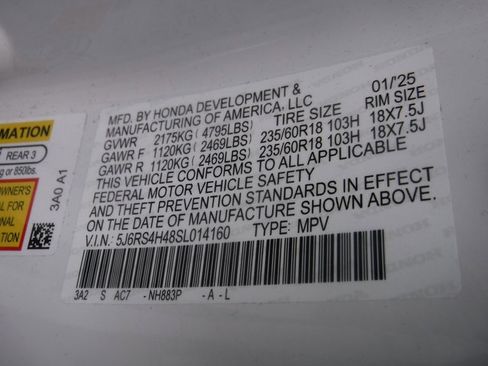 MFD. BY HONDA DEVELOPMENT & 01/'25
MANUFACTURING OF AMERICA, LLC
TIRE SIZE RIM SIZE
GVWR 2175KG ( 4795LBS)
GAWR F 1120KG ( 2469LBS) 235/60R18 103H 18X7.5J
GAWR R 1120KG ( 2469LBS) 235/60R18 103H 18X7.5J
THIS VEHICLE CONFORMS TO ALL APPLICABLE
FEDERAL MOTOR VEHICLE SAFETY
AND THEFT PREVENTION STANDARDS IN EFFECT
ON THE DATE OF MANUFACTURE SHOWN ABOVE.
V.I.N. 5J6RS4H48SL014160 TYPE: MPV
3A2 S AC7 - NH883P - A - L
3A0 A1
REAR 3
or 850lbs.